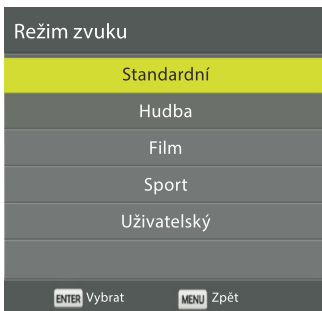 Režim zvuku
Standardní
Hudba
Film
Sport
Uživatelský
ENTER Vybrat MENU Zpět